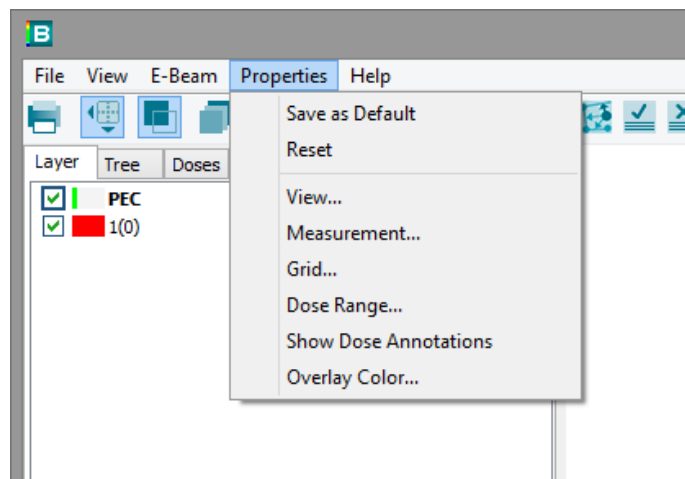 B
File View E-Beam Properties Help
Save as Default
Reset
Layer Tree Doses
PEC
1(0)
View...
Measurement...
Grid...
Dose Range...
Show Dose Annotations
Overlay Color...